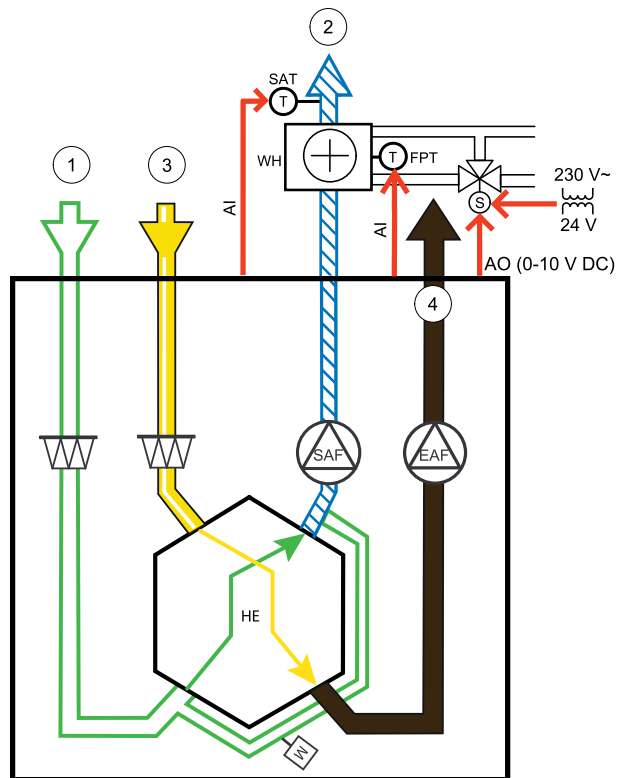 2
SAT
T
1
3
WH
T
FPT
230 V~
S
24 V
AI
AI
AO (0-10 V DC)
4
SAF
EAF
HE
M